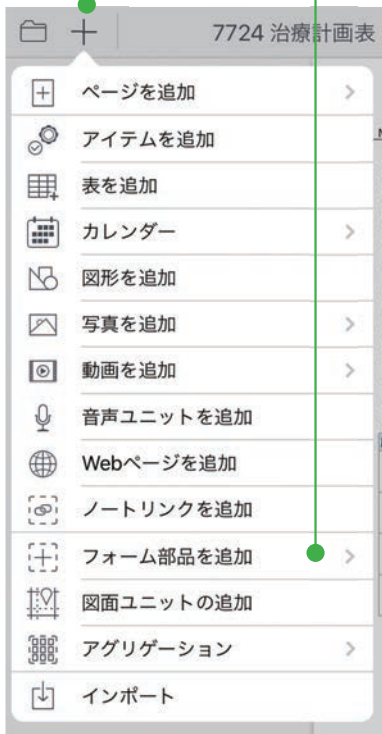 7724 治療計画表
ページを追加
アイテムを追加
表を追加
カレンダー
図形を追加
写真を追加
動画を追加
音声ユニットを追加
Webページを追加
ノートリンクを追加
フォーム部品を追加
図面ユニットの追加
アグリゲーション
インポート